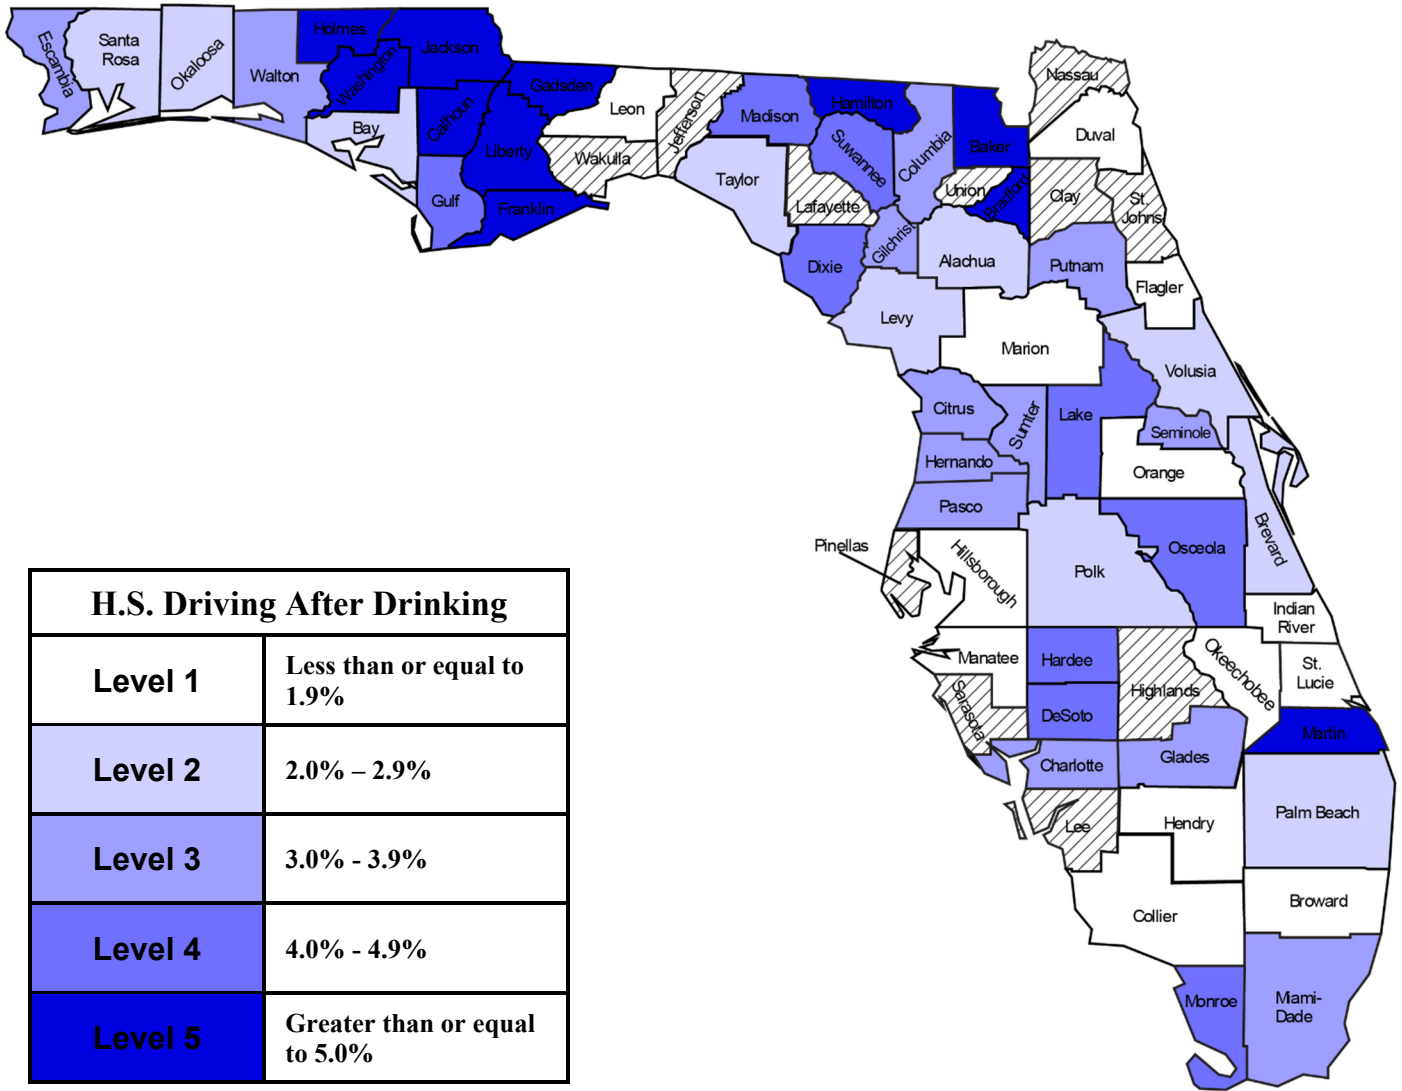 Escambia
Santa
Rosa
Okaloosa
Walton
Holmes
Washington
Jackson
Bay
Calhoun
Gulf
Liberty
Gadsden
Franklin
Leon
Wakulla
Jefferson
Madison
Taylor
Hamilton
Suwannee
Lafayette
Dixie
Columbia
Gilchrist
Baker
Union
Bradford
Alachua
Levy
Nassau
Duval
Clay
St.
Johns
Putnam
Flagler
Marion
Volusia
Citrus
Sumter
Lake
Seminole
Hernando
Orange
Pasco
Brevard
Pinellas
Hillsborough
Polk
Osceola
Indian
River
Manatee
Hardee
Highlands
Okeechobee
St.
Lucie
Sarasota
DeSoto
Martin
Charlotte
Glades
Lee
Hendry
Palm Beach
Collier
Broward
Monroe
Miami-
Dade
H.S. Driving After Drinking
Level 1
Less than or equal to
1.9%
Level 2
2.0% – 2.9%
Level 3
3.0% - 3.9%
Level 4
4.0% - 4.9%
Level 5
Greater than or equal
to 5.0%